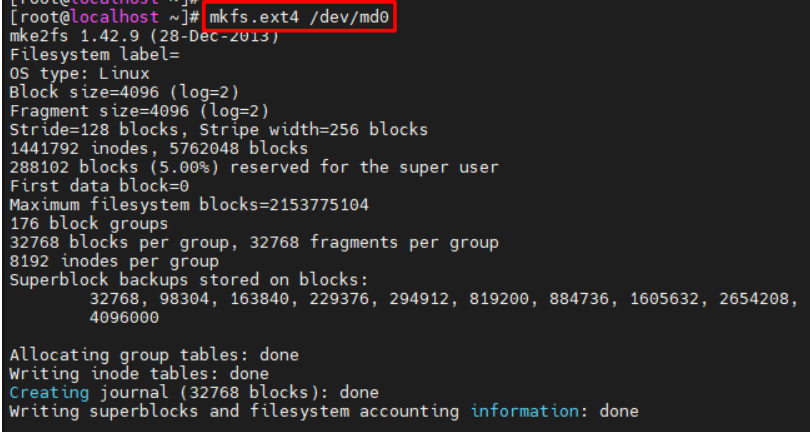 [root@localhost ~]#
[root@localhost ~]# mkfs.ext4 /dev/md0
mke2fs 1.42.9 (28-Dec-2013)
Filesystem label=
OS type: Linux
Block size=4096 (log=2)
Fragment size=4096 (log=2)
Stride=128 blocks, Stripe width=256 blocks
1441792 inodes, 5762048 blocks
288102 blocks (5.00%) reserved for the super user
First data block=0
Maximum filesystem blocks=2153775104
176 block groups
32768 blocks per group, 32768 fragments per group
8192 inodes per group
Superblock backups stored on blocks:
32768, 98304, 163840, 229376, 294912, 819200, 884736, 1605632, 2654208,
4096000
Allocating group tables: done
Writing inode tables: done
Creating journal (32768 blocks): done
Writing superblocks and filesystem accounting information: done